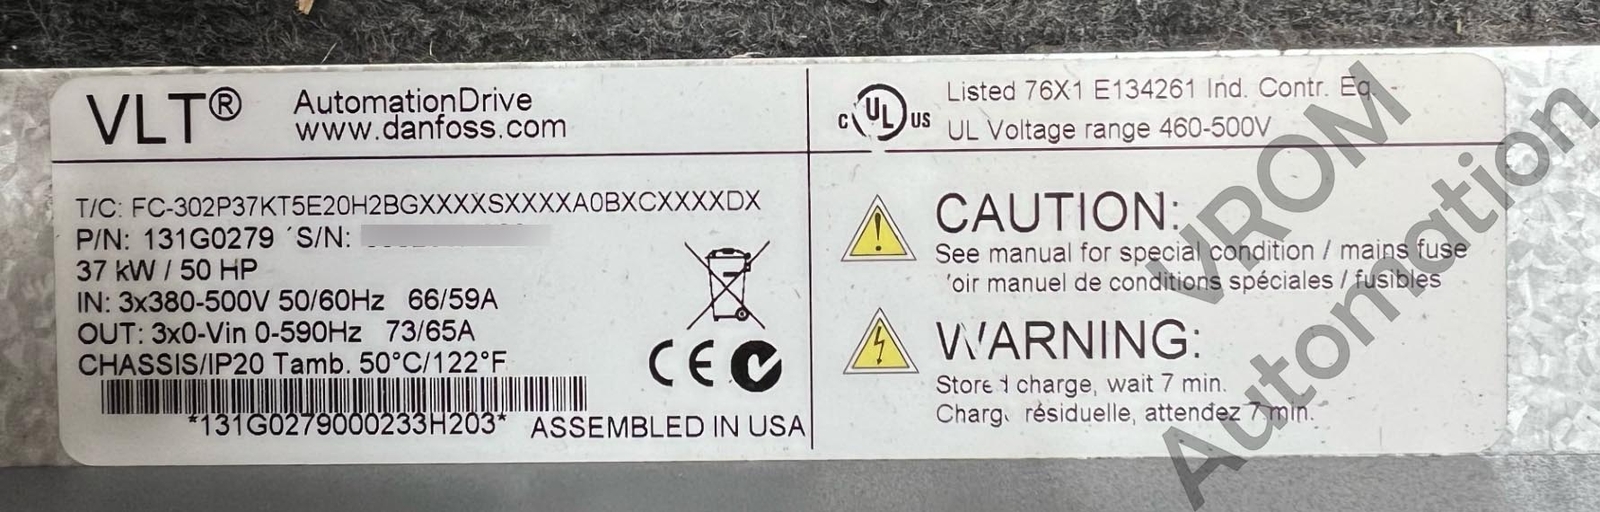 VLT®
AutomationDrive
www.danfoss.com
T/C: FC-302P37KT5E20H2BGXXXXSXXXXA0BXCXXXXDX
P/N: 131G0279 S/N:
37 kW / 50 HP
IN: 3x380-500V 50/60Hz 66/59A
OUT: 3x0-Vin 0-590Hz 73/65A
CHASSIS/IP20 Tamb. 50°C/122°F
*131G0279000233H203*
ASSEMBLED IN USA
C UL US
Listed 76X1 E134261 Ind. Contr. Eq.
UL Voltage range 460-500V
CAUTION:
See manual for special condition / mains fuse
'oir manuel de conditions spéciales / fusibles
WARNING:
Stored charge, wait 7 min.
Charge résiduelle, attendez 7 min.
VROM
Automation